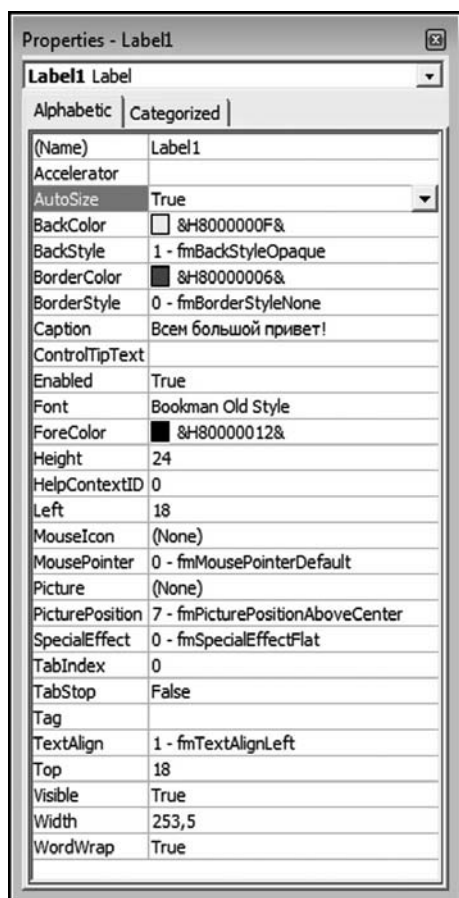 Properties - Label1
Label1 Label
Alphabetic Categorized
(Name) Label1
Accelerator
AutoSize True
BackColor &H8000000F&
BackStyle 1 - fmBackStyleOpaque
BorderColor &H80000006&
BorderStyle 0 - fmBorderStyleNone
Caption Всем большой привет!
ControlTipText
Enabled True
Font Bookman Old Style
ForeColor &H80000012&
Height 24
HelpContextID 0
Left 18
MouseIcon (None)
MousePointer 0 - fmMousePointerDefault
Picture (None)
PicturePosition 7 - fmPicturePositionAboveCenter
SpecialEffect 0 - fmSpecialEffectFlat
TabIndex 0
TabStop False
Tag
TextAlign 1 - fmTextAlignLeft
Top 18
Visible True
Width 253,5
WordWrap True